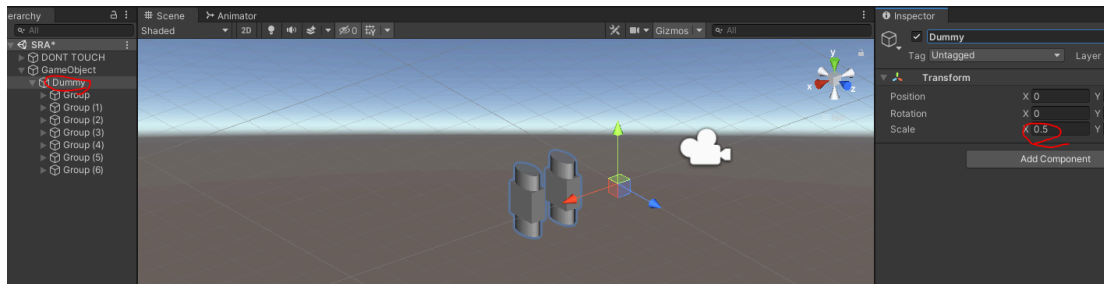 erarchy
All
SRA*
DONT TOUCH
GameObject
Dummy
Group
Group (1)
Group (2)
Group (3)
Group (4)
Group (5)
Group (6)
Scene
Animator
Shaded
2D
0
Gizmos
All
y
x
z
Inspector
Dummy
Tag Untagged
Layer
Transform
Position X 0 Y
Rotation X 0 Y
Scale X 0.5 Y
Add Component